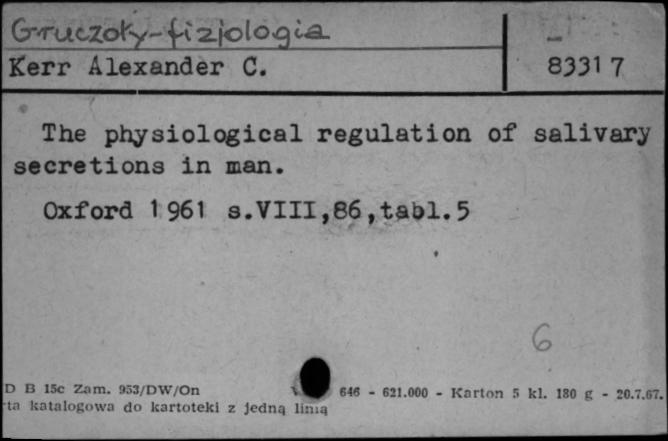 Gruczoły-fizjologia
Kerr Alexander C.
83317
The physiological regulation of salivary
secretions in man.
Oxford 1961 s.VIII,86,tabl.5
6
D B 15c Zam. 953/DW/On
646 - 621.000 - Karton 5 kl. 180 g - 20.7.67.
rta katalogowa do kartoteki z jedną linią